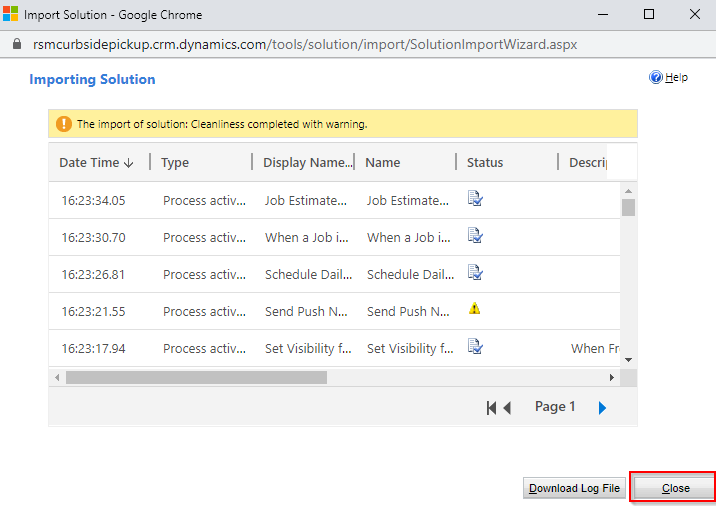 Import Solution - Google Chrome
rsmcurbsidepickup.crm.dynamics.com/tools/solution/import/SolutionImportWizard.aspx
Importing Solution
Help
The import of solution: Cleanliness completed with warning.
Date Time Type Display Name... Name Status Descrip
16:23:34.05 Process activ... Job Estimate... Job Estimate...
16:23:30.70 Process activ... When a Job i... When a Job i...
16:23:26.81 Process activ... Schedule Dail... Schedule Dail...
16:23:21.55 Process activ... Send Push N... Send Push N...
16:23:17.94 Process activ... Set Visibility f... Set Visibility f... When Fr
Page 1
Download Log File Close